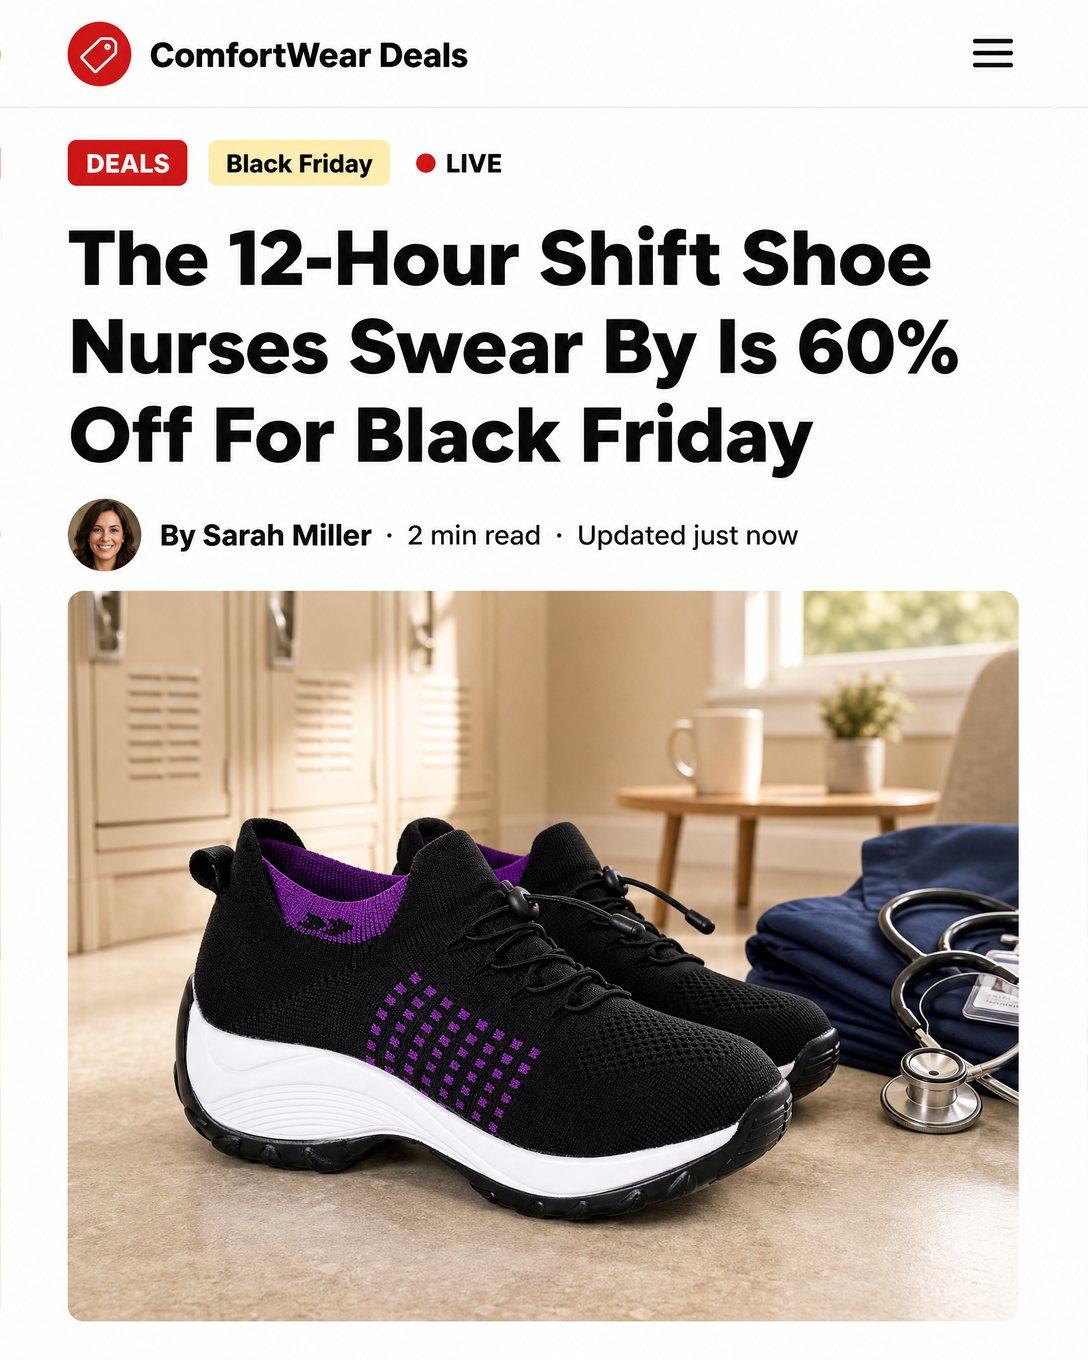 ComfortWear Deals
DEALS
Black Friday
LIVE
The 12-Hour Shift Shoe
Nurses Swear By Is 60%
Off For Black Friday
By Sarah Miller · 2 min read · Updated just now